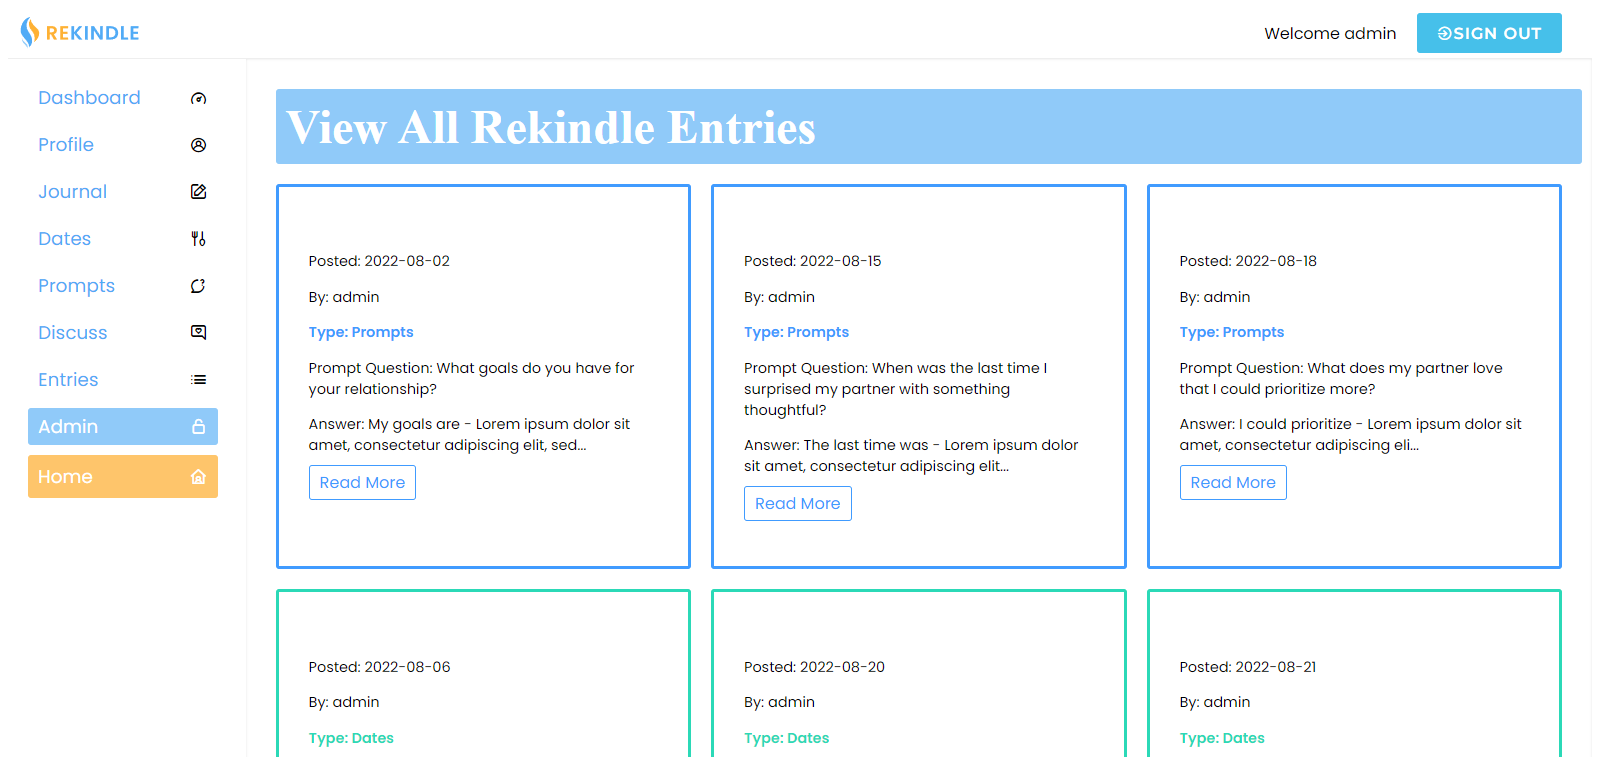 REKINDLE
Welcome admin
SIGN OUT
Dashboard
Profile
Journal
Dates
Prompts
Discuss
Entries
Admin
Home
View All Rekindle Entries
Posted: 2022-08-02
By: admin
Type: Prompts
Prompt Question: What goals do you have for
your relationship?
Answer: My goals are - Lorem ipsum dolor sit
amet, consectetur adipiscing elit, sed...
Read More
Posted: 2022-08-15
By: admin
Type: Prompts
Prompt Question: When was the last time I
surprised my partner with something
thoughtful?
Answer: The last time was - Lorem ipsum dolor
sit amet, consectetur adipiscing elit...
Read More
Posted: 2022-08-18
By: admin
Type: Prompts
Prompt Question: What does my partner love
that I could prioritize more?
Answer: I could prioritize - Lorem ipsum dolor sit
amet, consectetur adipiscing eli...
Read More
Posted: 2022-08-06
By: admin
Type: Dates
Posted: 2022-08-20
By: admin
Type: Dates
Posted: 2022-08-21
By: admin
Type: Dates